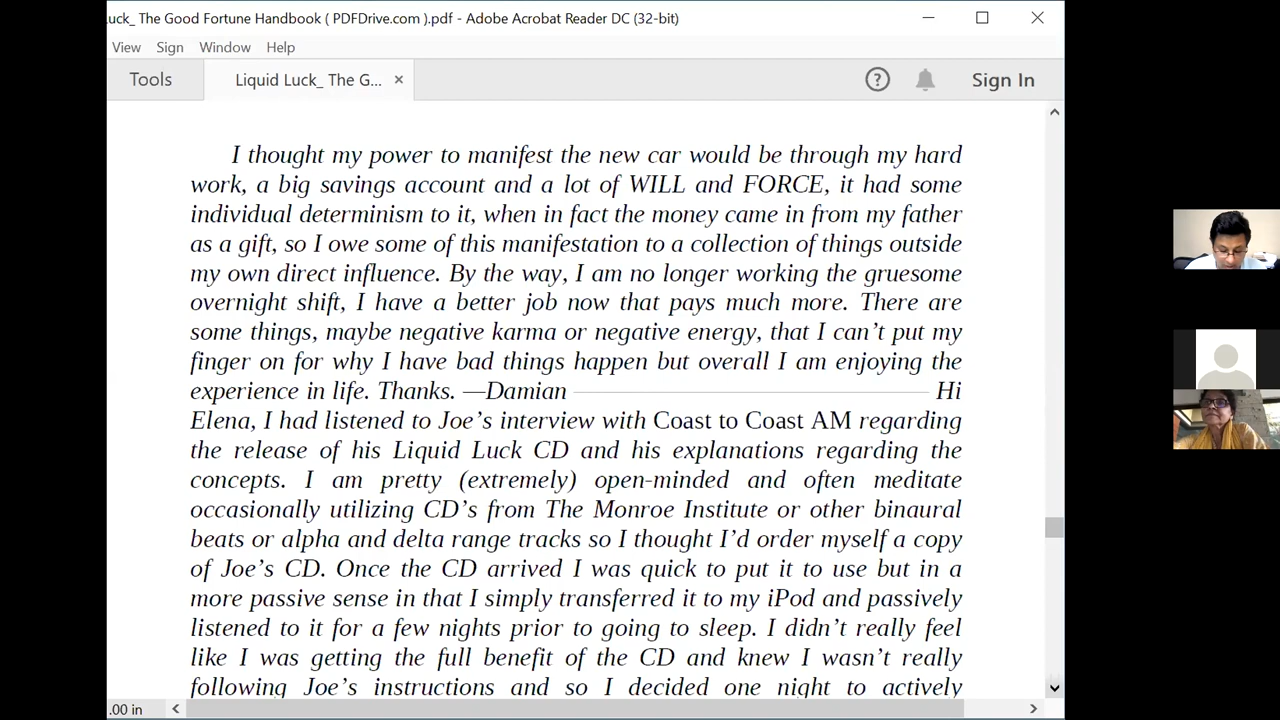 Luck_ The Good Fortune Handbook ( PDFDrive.com ).pdf - Adobe Acrobat Reader DC (32-bit)
View Sign Window Help
Tools Liquid Luck_ The G... × Sign In
I thought my power to manifest the new car would be through my hard
work, a big savings account and a lot of WILL and FORCE, it had some
individual determinism to it, when in fact the money came in from my father
as a gift, so I owe some of this manifestation to a collection of things outside
my own direct influence. By the way, I am no longer working the gruesome
overnight shift, I have a better job now that pays much more. There are
some things, maybe negative karma or negative energy, that I can’t put my
finger on for why I have bad things happen but overall I am enjoying the
experience in life. Thanks. —Damian Hi
Elena, I had listened to Joe’s interview with Coast to Coast AM regarding
the release of his Liquid Luck CD and his explanations regarding the
concepts. I am pretty (extremely) open-minded and often meditate
occasionally utilizing CD’s from The Monroe Institute or other binaural
beats or alpha and delta range tracks so I thought I’d order myself a copy
of Joe’s CD. Once the CD arrived I was quick to put it to use but in a
more passive sense in that I simply transferred it to my iPod and passively
listened to it for a few nights prior to going to sleep. I didn’t really feel
like I was getting the full benefit of the CD and knew I wasn’t really
following Joe’s instructions and so I decided one night to actively
.00 in